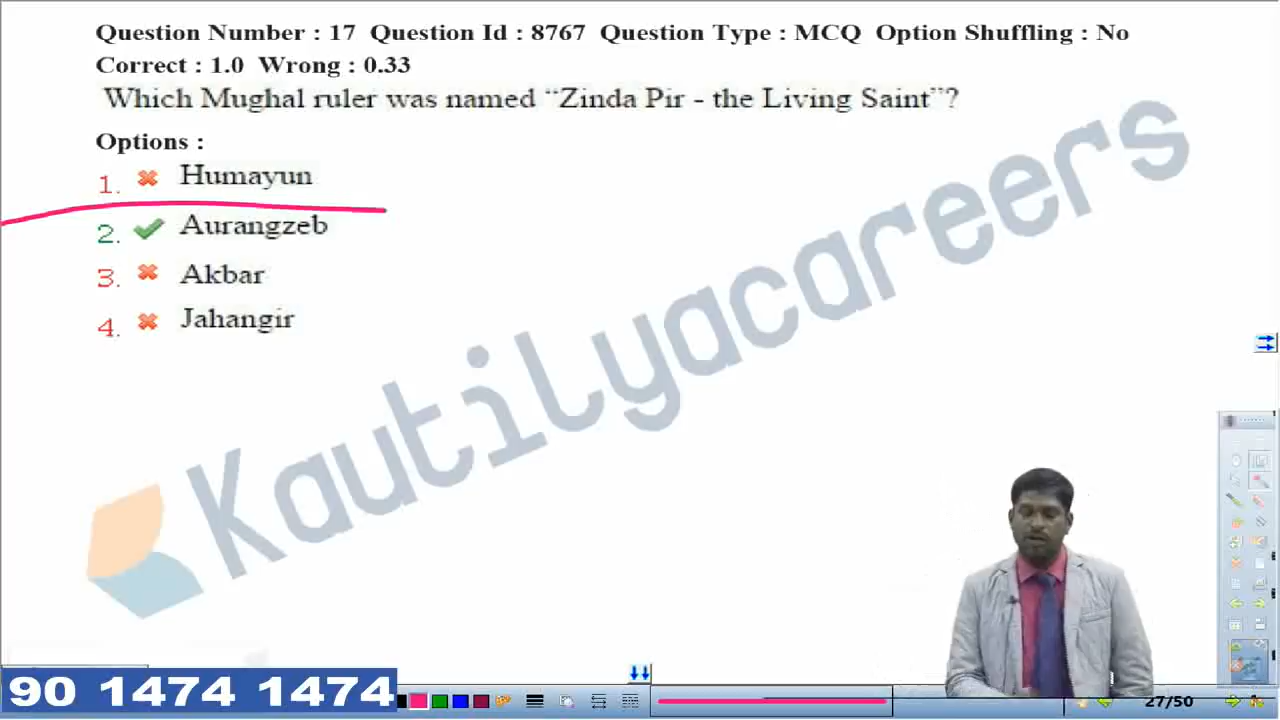 Question Number : 17 Question Id : 8767 Question Type : MCQ Option Shuffling : No
Correct : 1.0 Wrong : 0.33
Which Mughal ruler was named “Zinda Pir - the Living Saint”?
Options :
1. Humayun
2. Aurangzeb
3. Akbar
4. Jahangir
Kautilyacareers
90 1474 1474
27/50